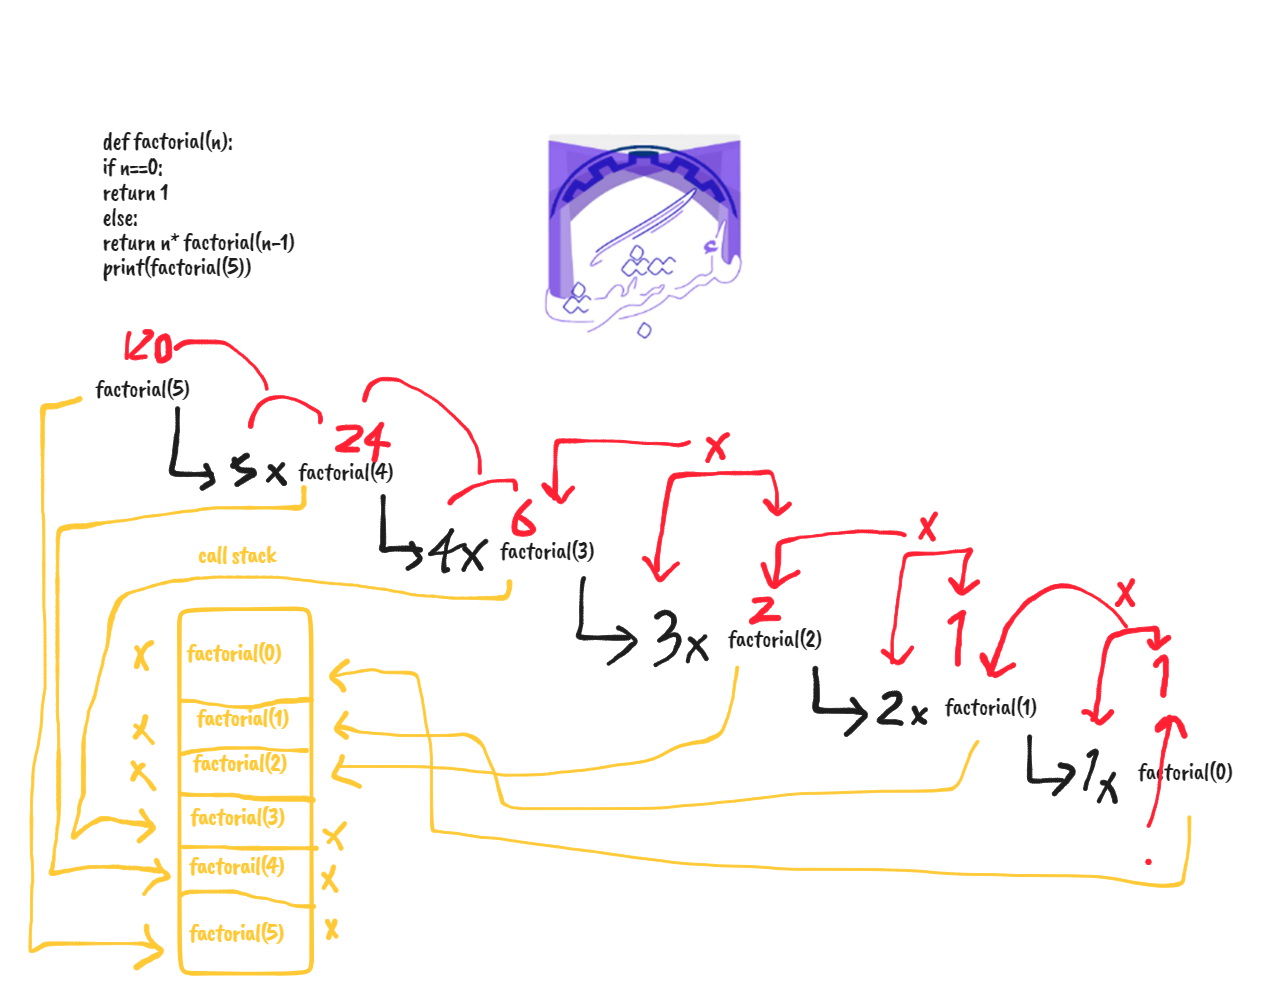 def factorial(n):
if n==0:
return 1
else:
return n* factorial(n-1)
print(factorial(5))
120
factorial(5)
5 x factorial(4)
24
4x factorial(3)
6
x
3x factorial(2)
2
x
2x factorial(1)
1
x
1x factorial(0)
1
call stack
x factorial(0)
x factorial(1)
x factorial(2)
factorial(3) x
factorail(4) x
factorial(5) x